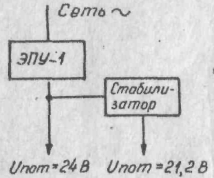 Сеть ~
ЭПУ-1
Стабили-
затор
Uпот=24 В
Uпот=21,2 В